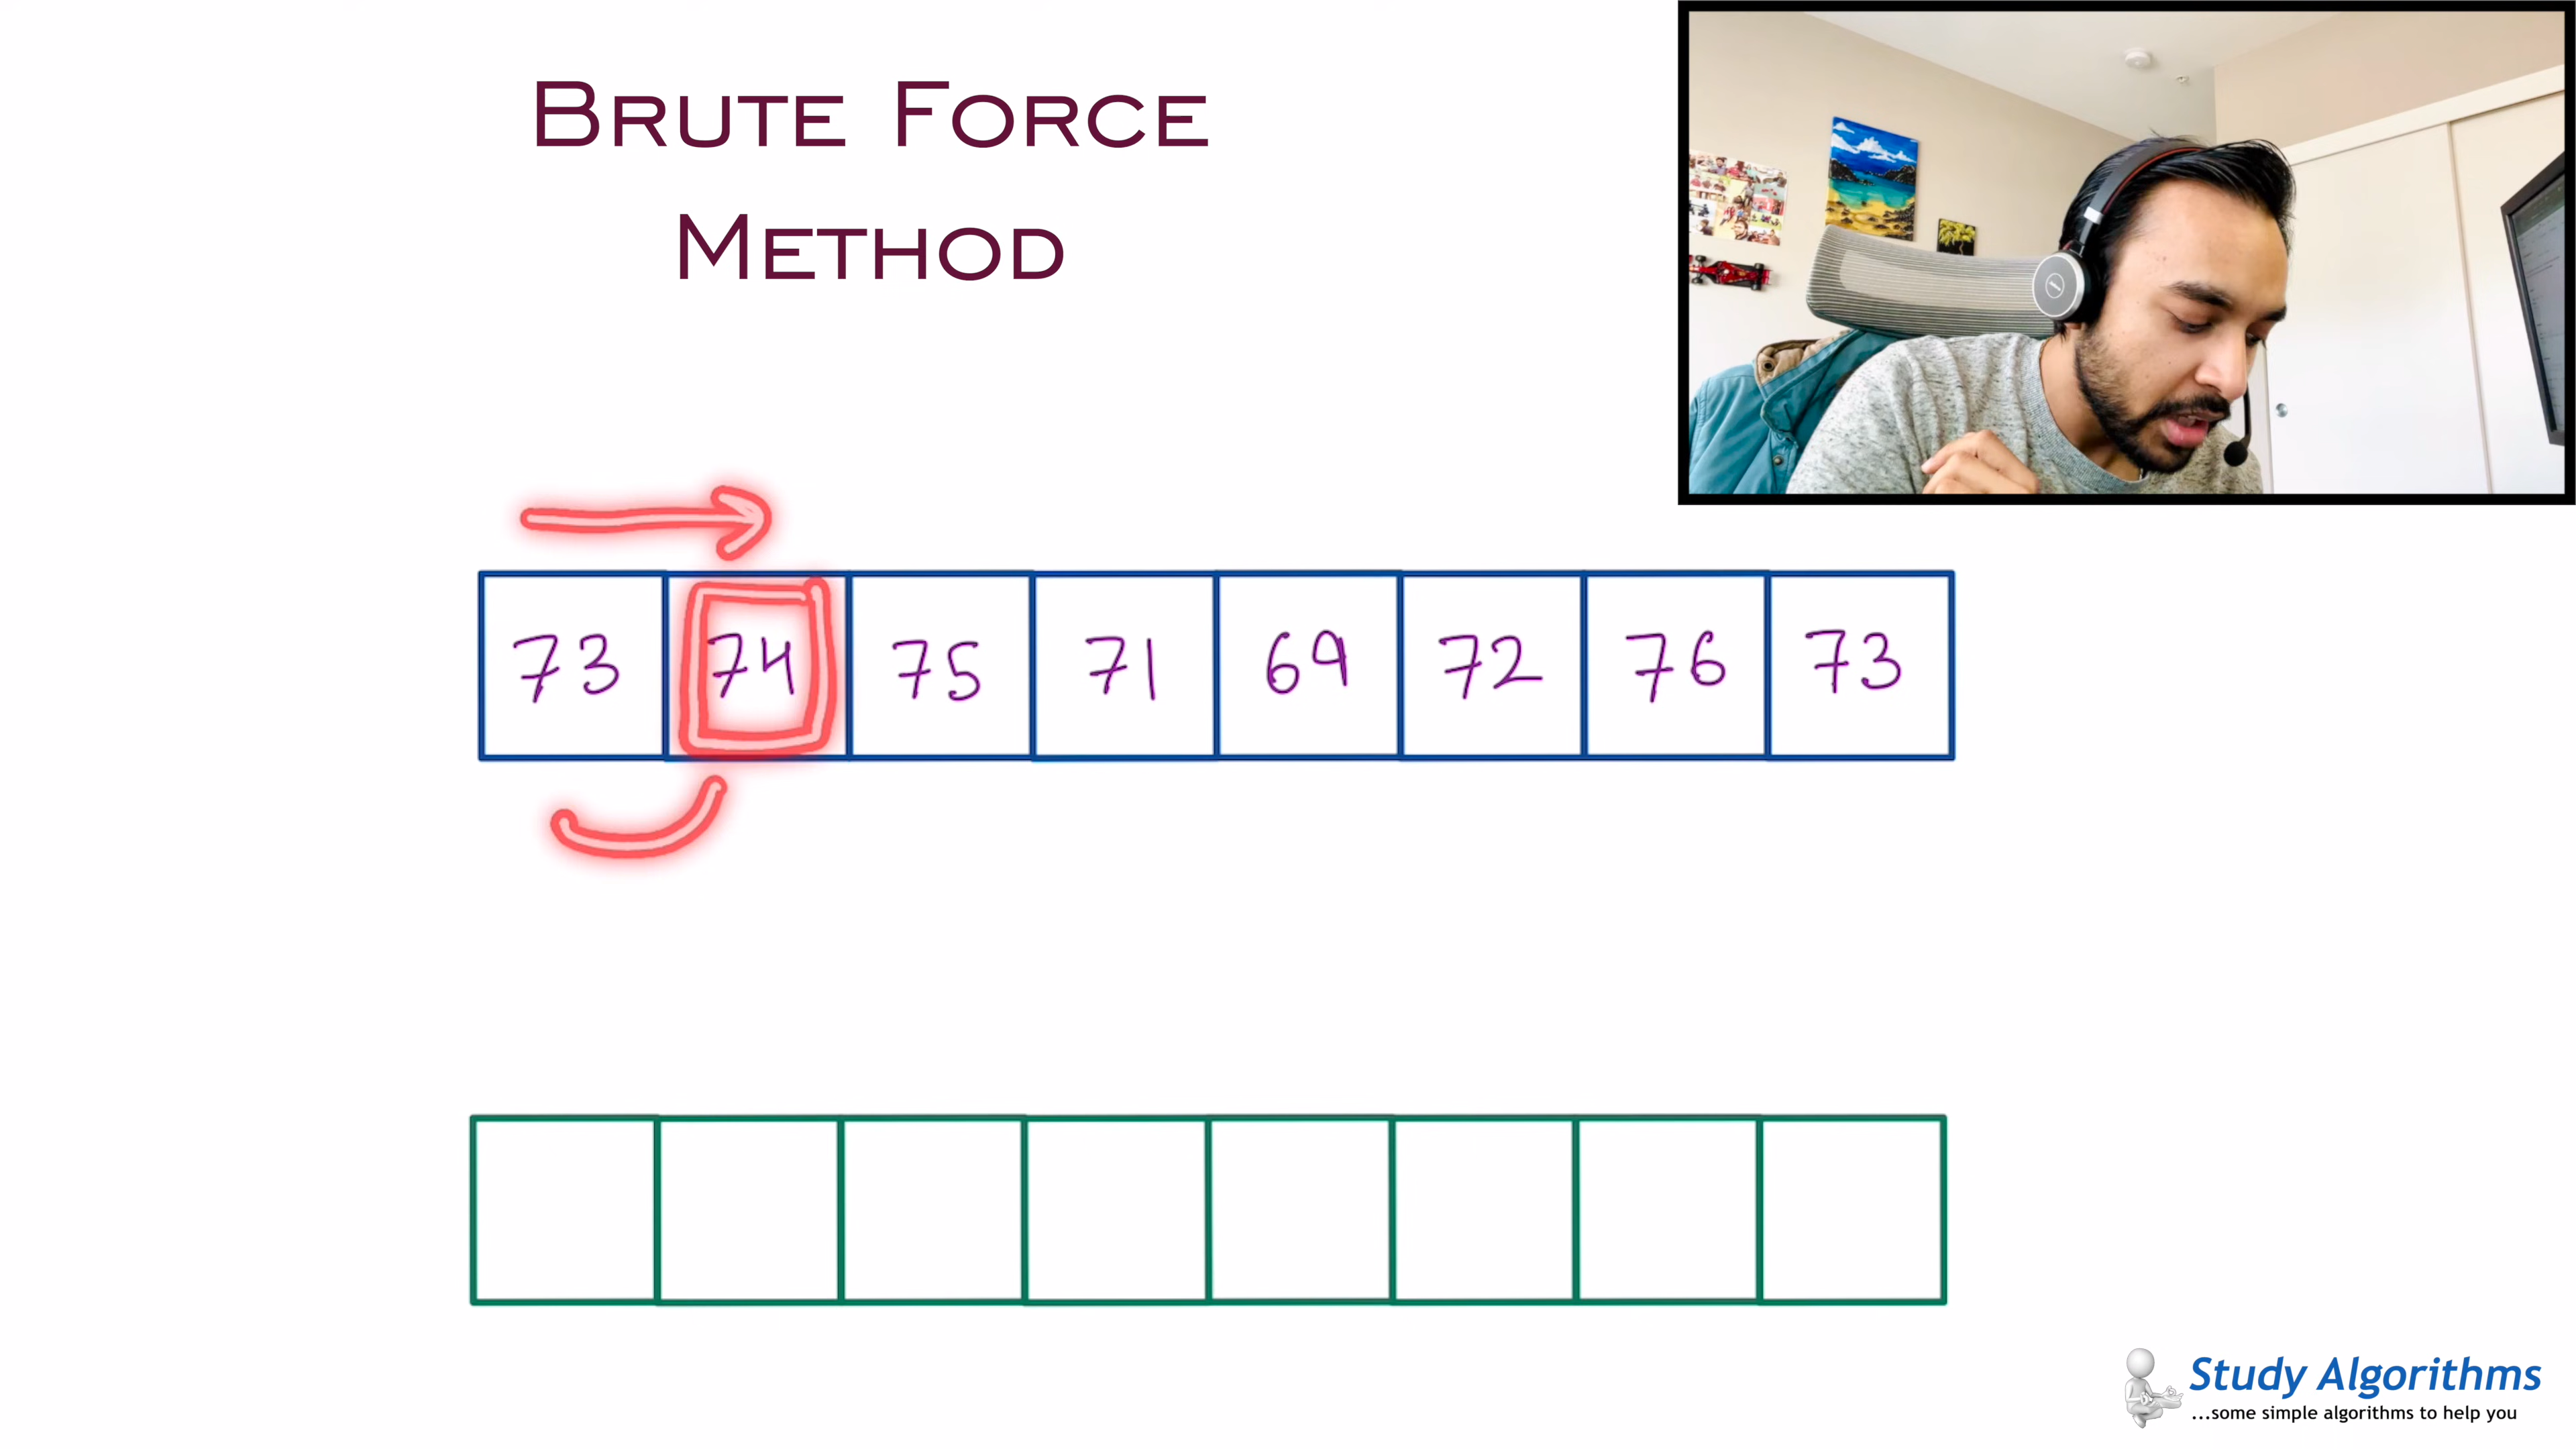 BRUTE FORCE
METHOD
73 74 75 71 69 72 76 73
Study Algorithms
...some simple algorithms to help you